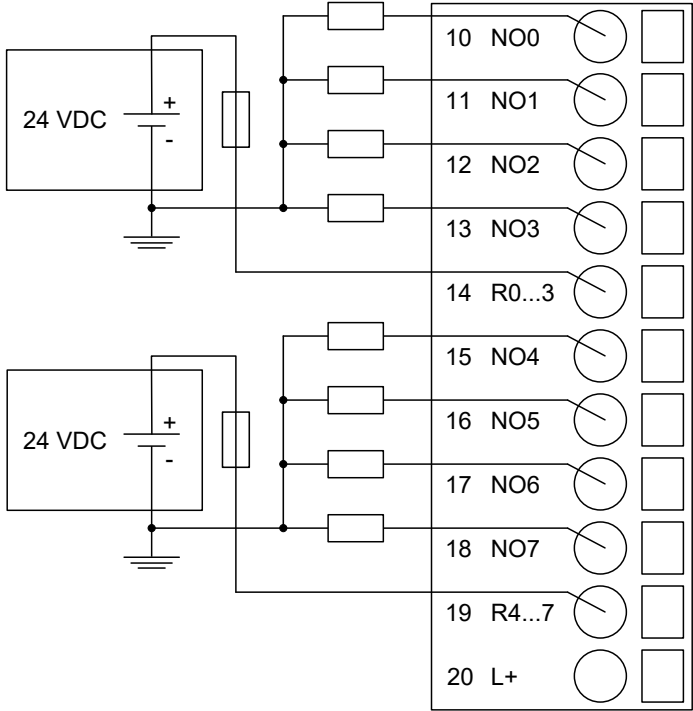 10 NO0
24 VDC
+
-
11 NO1
12 NO2
13 NO3
14 R0...3
15 NO4
24 VDC
+
-
16 NO5
17 NO6
18 NO7
19 R4...7
20 L+